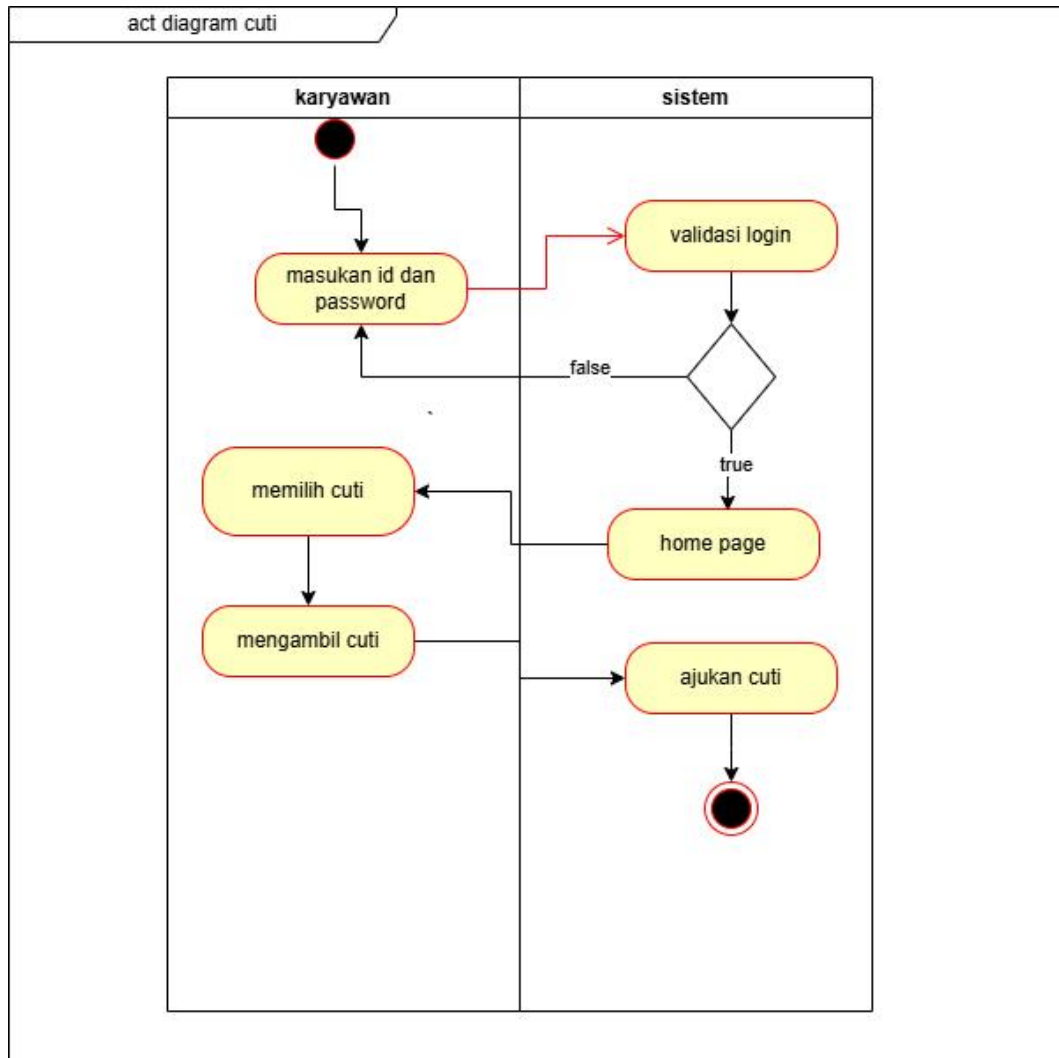 act diagram cuti
karyawan
sistem
validasi login
masukan id dan
password
false
`
true
memilih cuti
home page
mengambil cuti
ajukan cuti